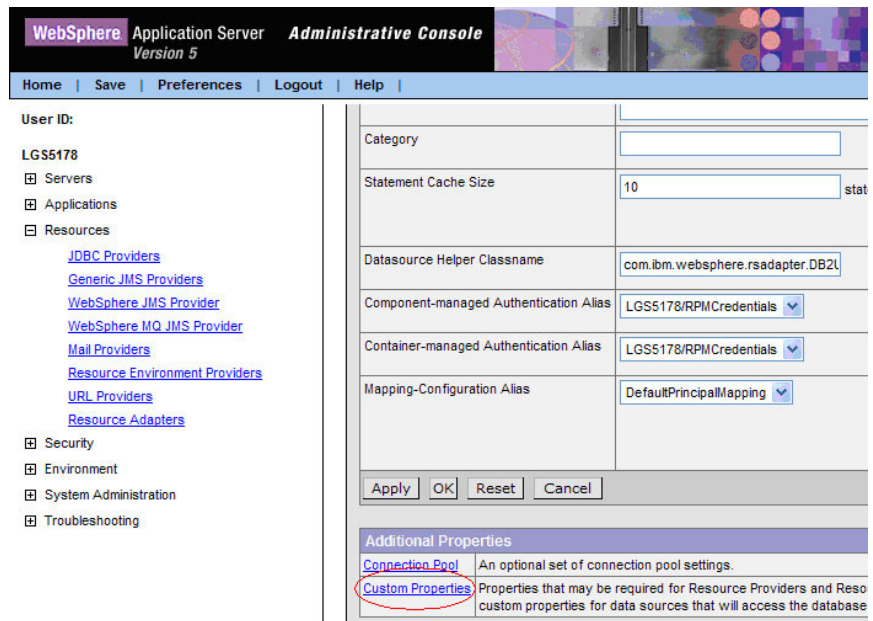 WebSphere Application Server Administrative Console
Version 5
Home | Save | Preferences | Logout | Help |
User ID:
LGS5178
Servers
Applications
Resources
JDBC Providers
Generic JMS Providers
WebSphere JMS Provider
WebSphere MQ JMS Provider
Mail Providers
Resource Environment Providers
URL Providers
Resource Adapters
Security
Environment
System Administration
Troubleshooting
Category
Statement Cache Size
10 stat
Datasource Helper Classname
com.ibm.websphere.rsadapter.DB2U
Component-managed Authentication Alias
LGS5178/RPMCredentials
Container-managed Authentication Alias
LGS5178/RPMCredentials
Mapping-Configuration Alias
DefaultPrincipalMapping
Apply OK Reset Cancel
Additional Properties
Connection Pool An optional set of connection pool settings.
Custom Properties Properties that may be required for Resource Providers and Reso
custom properties for data sources that will access the database